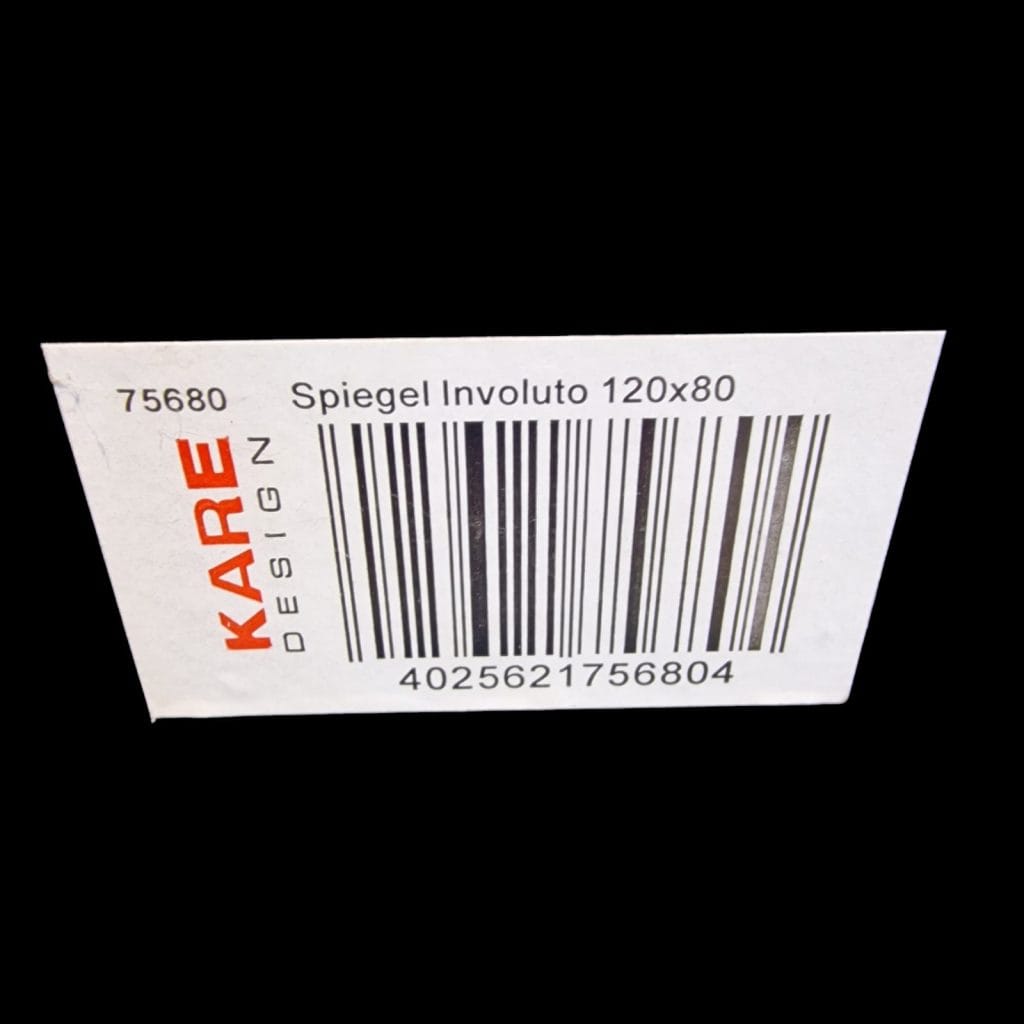 75680 Spiegel Involuto 120x80
KARE
DESIGN
4025621756804